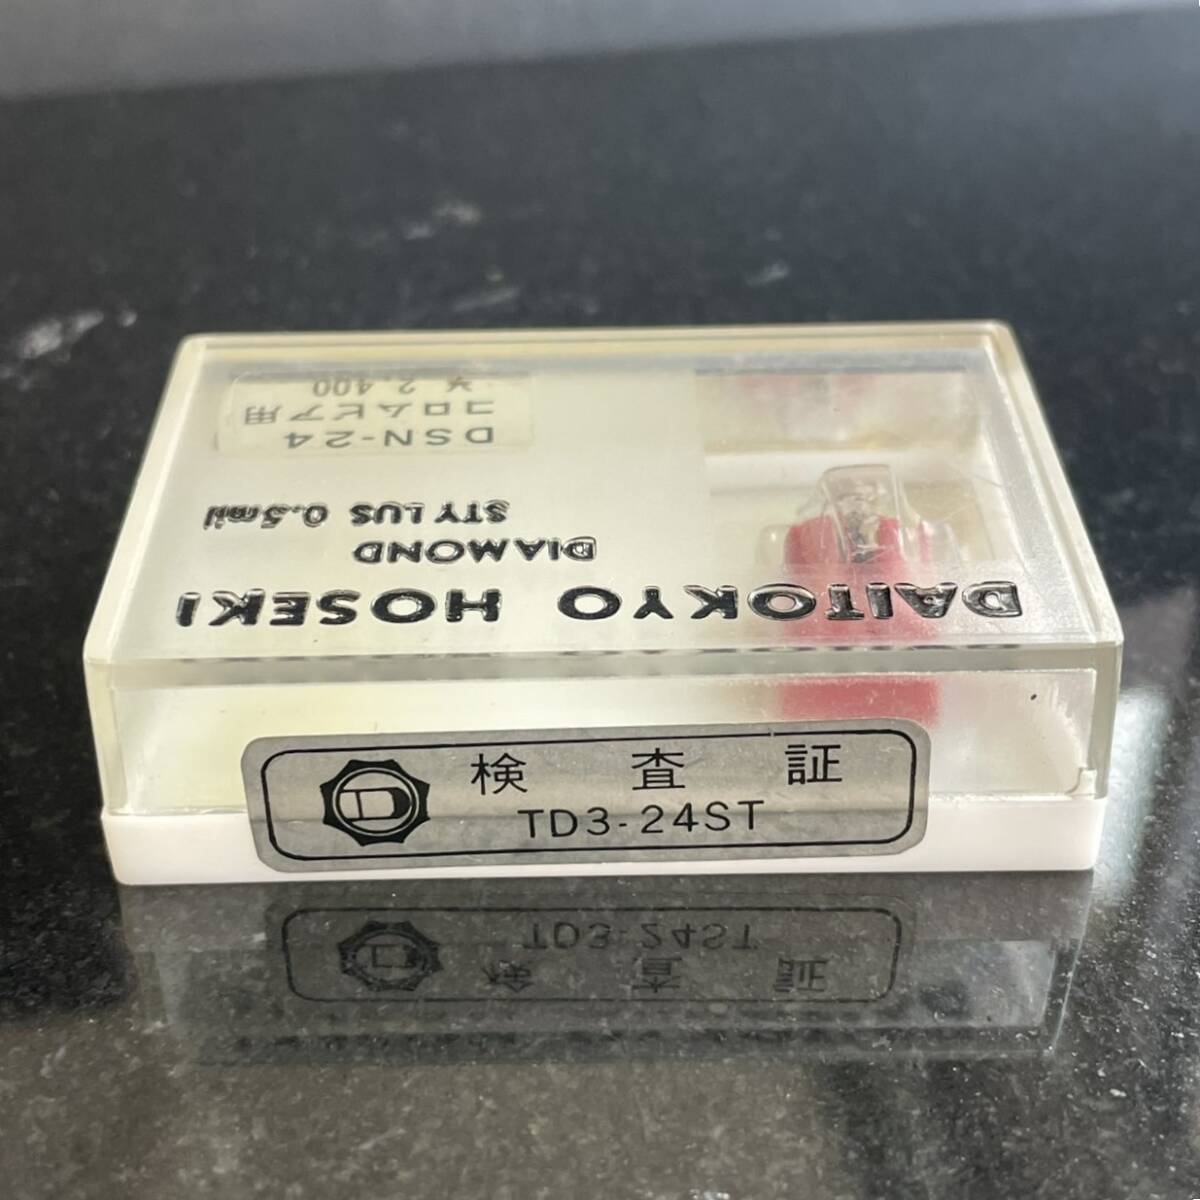 DAITOKYO HOSEKI
DIAMOND
STYLUS 0.5mil
DSN-24
コロムビア用
¥2,400
D 検査証
TD3-24ST